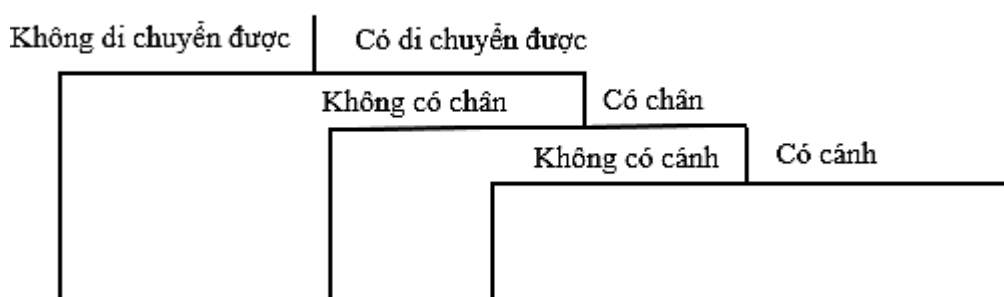 Không di chuyển được
Có di chuyển được
Không có chân
Có chân
Không có cánh
Có cánh